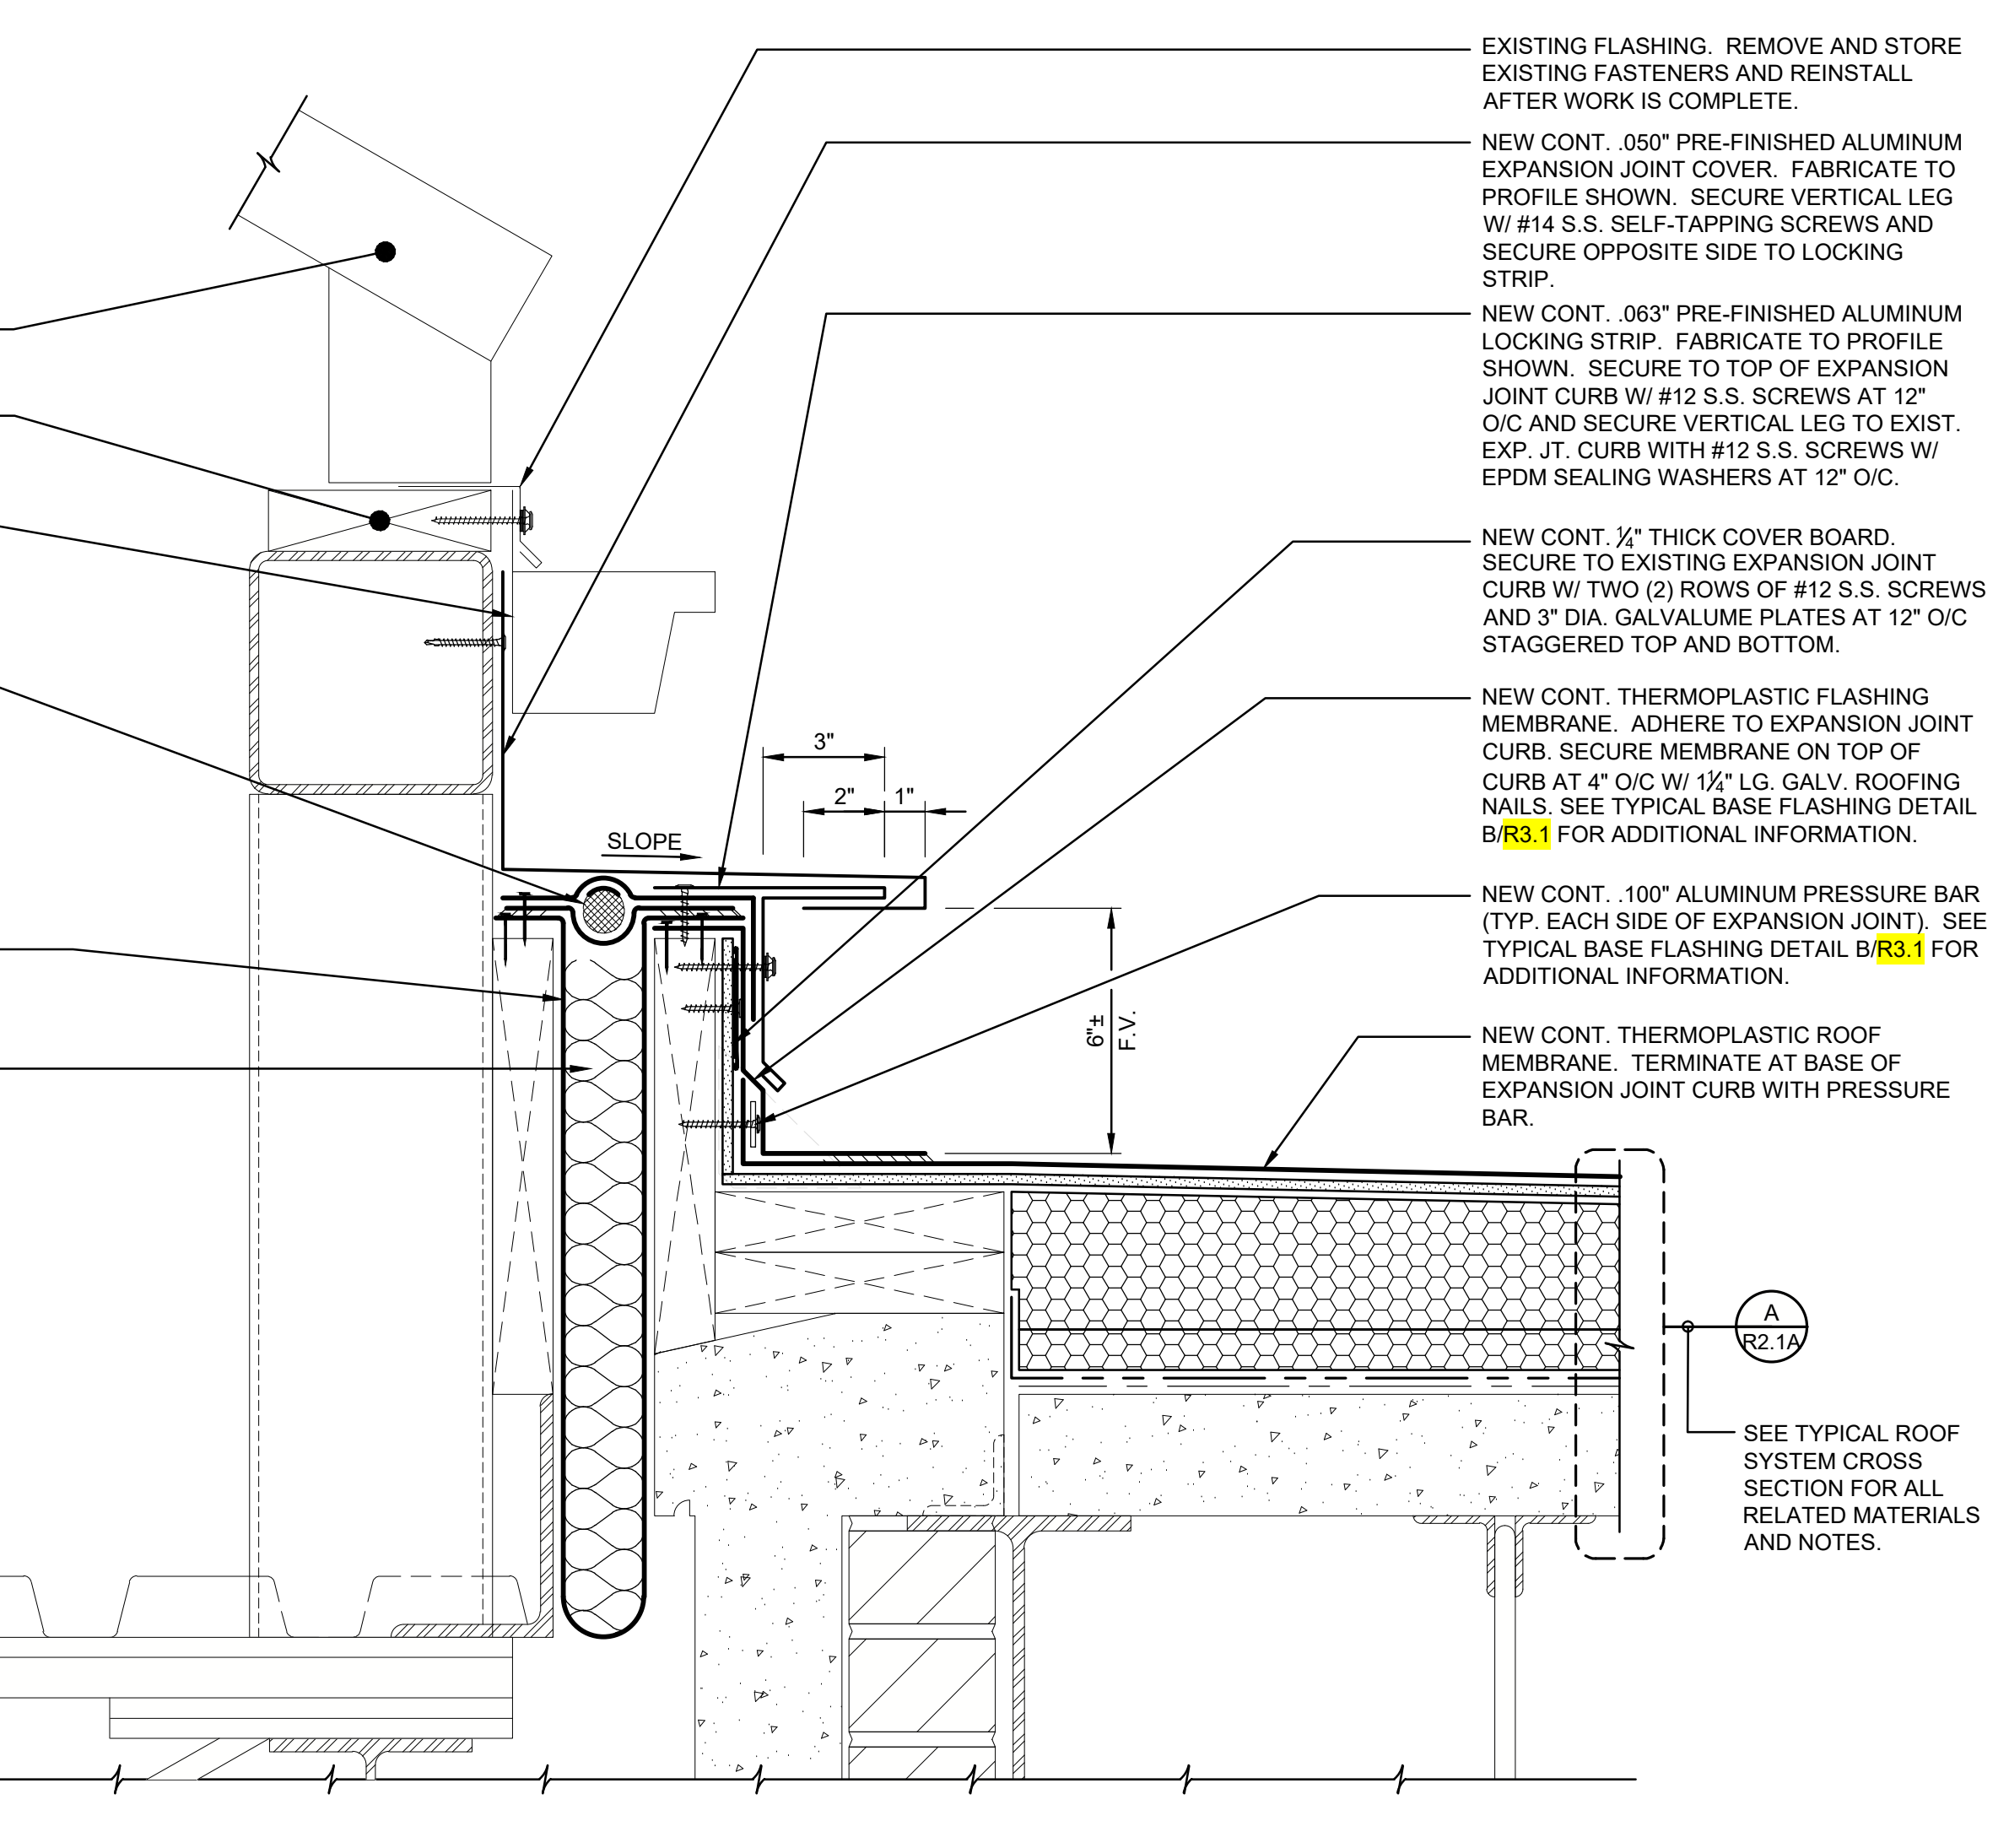 EXISTING FLASHING. REMOVE AND STORE
EXISTING FASTENERS AND REINSTALL
AFTER WORK IS COMPLETE.
NEW CONT. .050" PRE-FINISHED ALUMINUM
EXPANSION JOINT COVER. FABRICATE TO
PROFILE SHOWN. SECURE VERTICAL LEG
W/ #14 S.S. SELF-TAPPING SCREWS AND
SECURE OPPOSITE SIDE TO LOCKING
STRIP.
NEW CONT. .063" PRE-FINISHED ALUMINUM
LOCKING STRIP. FABRICATE TO PROFILE
SHOWN. SECURE TO TOP OF EXPANSION
JOINT CURB W/ #12 S.S. SCREWS AT 12"
O/C AND SECURE VERTICAL LEG TO EXIST.
EXP. JT. CURB WITH #12 S.S. SCREWS W/
EPDM SEALING WASHERS AT 12" O/C.
NEW CONT. ¼" THICK COVER BOARD.
SECURE TO EXISTING EXPANSION JOINT
CURB W/ TWO (2) ROWS OF #12 S.S. SCREWS
AND 3" DIA. GALVALUME PLATES AT 12" O/C
STAGGERED TOP AND BOTTOM.
NEW CONT. THERMOPLASTIC FLASHING
MEMBRANE. ADHERE TO EXPANSION JOINT
CURB. SECURE MEMBRANE ON TOP OF
CURB AT 4" O/C W/ 1¼" LG. GALV. ROOFING
NAILS. SEE TYPICAL BASE FLASHING DETAIL
B/R3.1 FOR ADDITIONAL INFORMATION.
NEW CONT. .100" ALUMINUM PRESSURE BAR
(TYP. EACH SIDE OF EXPANSION JOINT). SEE
TYPICAL BASE FLASHING DETAIL B/R3.1 FOR
ADDITIONAL INFORMATION.
NEW CONT. THERMOPLASTIC ROOF
MEMBRANE. TERMINATE AT BASE OF
EXPANSION JOINT CURB WITH PRESSURE
BAR.
3"
2" 1"
SLOPE
6"±
F.V.
A
R2.1A
SEE TYPICAL ROOF
SYSTEM CROSS
SECTION FOR ALL
RELATED MATERIALS
AND NOTES.